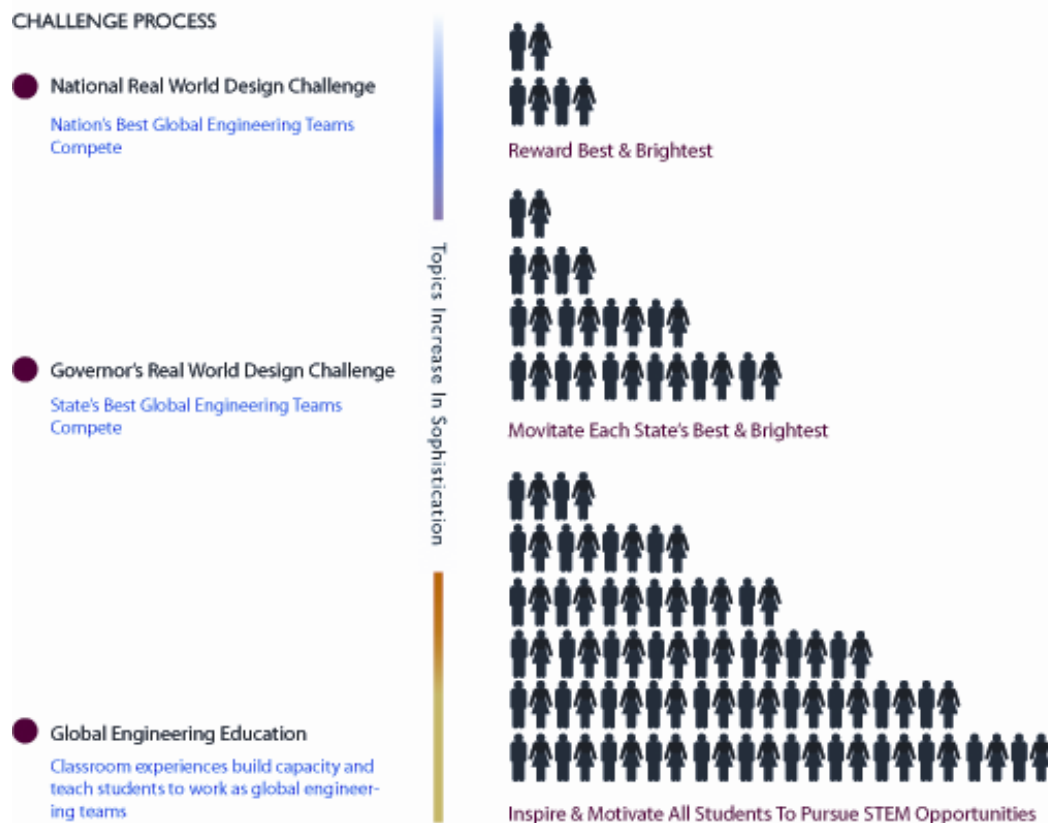 CHALLENGE PROCESS
National Real World Design Challenge
Nation's Best Global Engineering Teams
Compete
Reward Best & Brightest
Topics Increase In Sophistication
Governor's Real World Design Challenge
State's Best Global Engineering Teams
Compete
Movitate Each State's Best & Brightest
Global Engineering Education
Classroom experiences build capacity and
teach students to work as global engineer-
ing teams
Inspire & Motivate All Students To Pursue STEM Opportunities